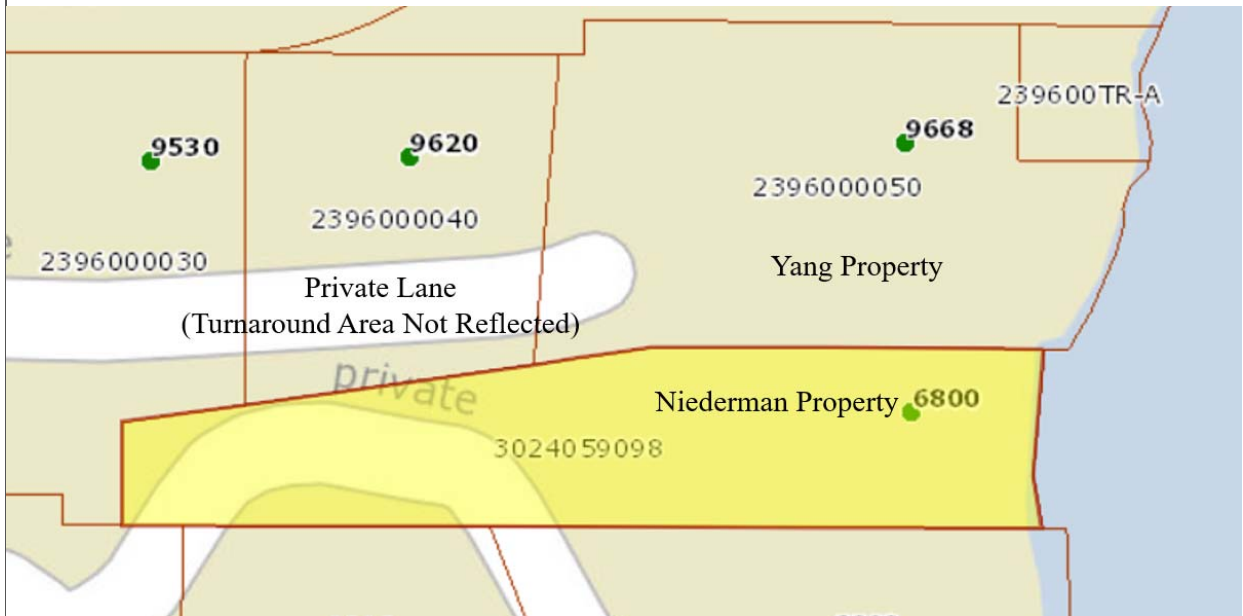 239600TR-A
9530
9620
9668
2396000050
2396000040
2396000030
Yang Property
Private Lane
(Turnaround Area Not Reflected)
private
Niederman Property
6800
3024059098